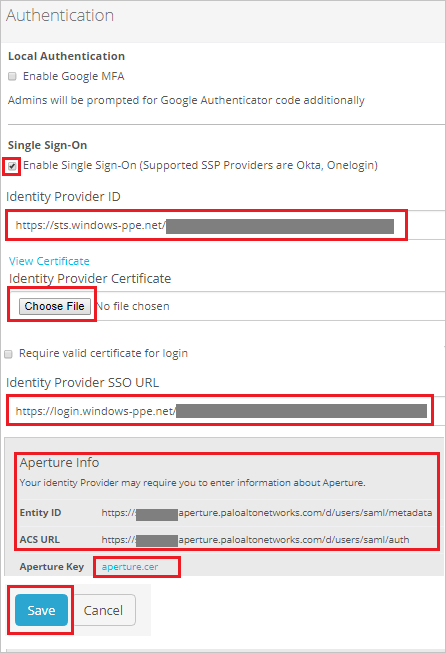 Authentication
Local Authentication
Enable Google MFA
Admins will be prompted for Google Authenticator code additionally
Single Sign-On
Enable Single Sign-On (Supported SSP Providers are Okta, Onelogin)
Identity Provider ID
https://sts.windows-ppe.net/
View Certificate
Identity Provider Certificate
Choose File No file chosen
Require valid certificate for login
Identity Provider SSO URL
https://login.windows-ppe.net/
Aperture Info
Your identity Provider may require you to enter information about Aperture.
Entity ID https:// aperture.paloaltonetworks.com/d/users/saml/metadata
ACS URL https:// aperture.paloaltonetworks.com/d/users/saml/auth
Aperture Key aperture.cer
Save Cancel